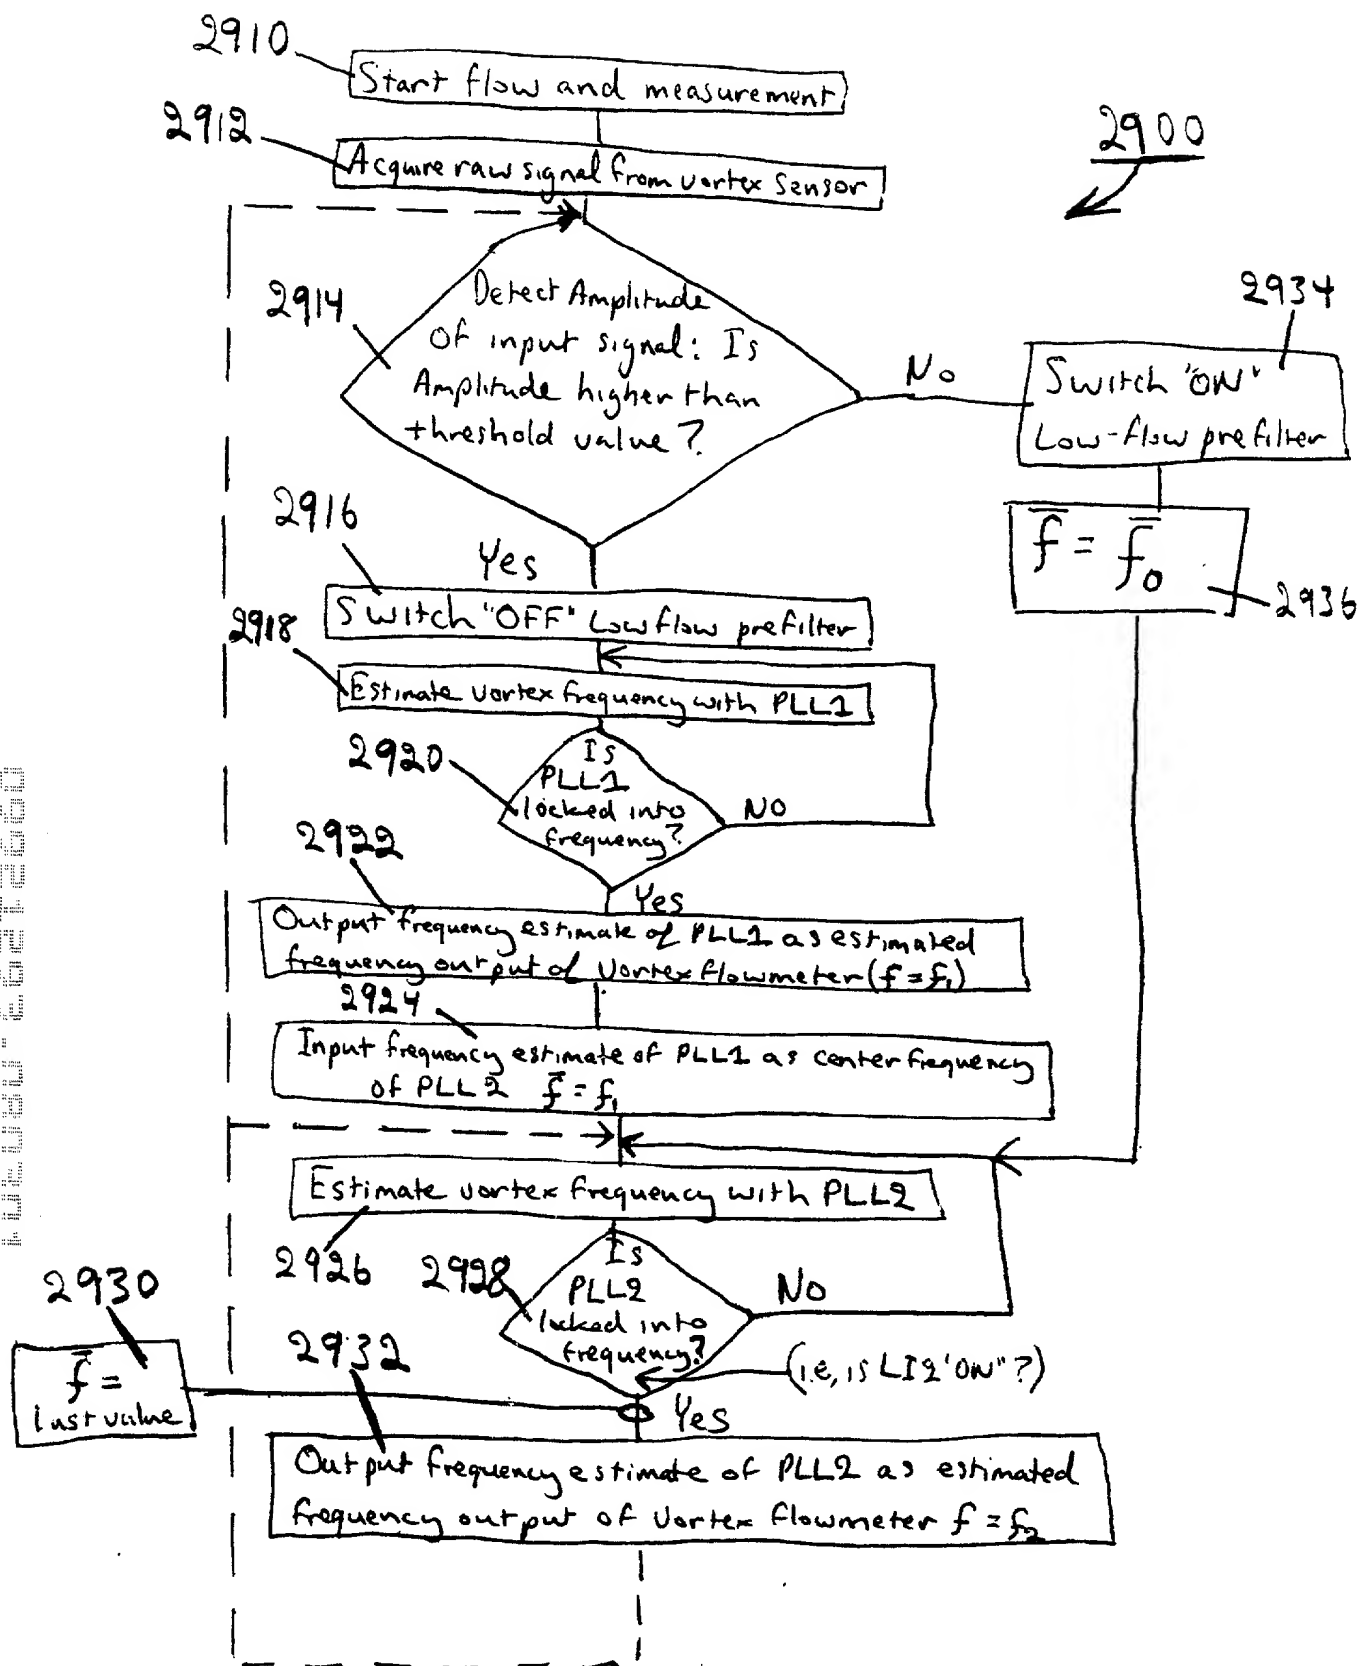 2910
Start flow and measurement
2912
Acquire raw signal from vortex sensor
2900
2914
Detect Amplitude
Of input signal: Is
Amplitude higher than
threshold value?
No
2934
Switch "ON"
Low-flow prefilter
f̅ = f̅₀
2936
2916
Yes
Switch "OFF" Low flow prefilter
2918
Estimate vortex frequency with PLL1
2920
Is
PLL1
locked into
frequency?
NO
2922
Yes
Output frequency estimate of PLL1 as estimated
frequency output of Vortex flowmeter (f = f₁)
2924
Input frequency estimate of PLL1 as center frequency
of PLL2 f̅ = f₁
Estimate vortex frequency with PLL2
2926
2928
Is
PLL2
locked into
frequency?
No
(i.e, is LI2 'ON"?)
2930
f̅ =
last value
2932
Yes
Output frequency estimate of PLL2 as estimated
frequency output of Vortex flowmeter f = f₂